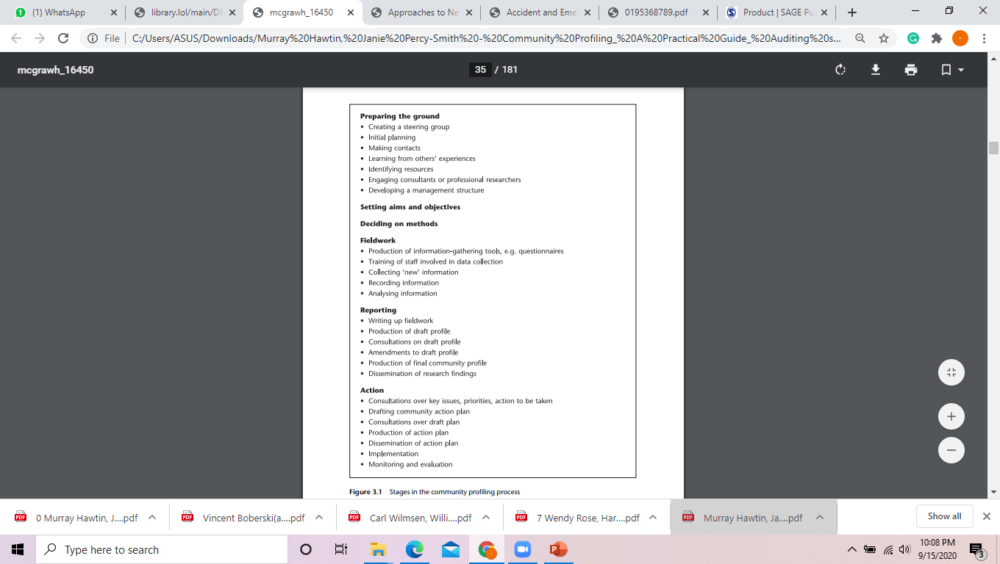 (1) WhatsApp
library.lol/main/DF
mcgrawh_16450
Approaches to Ne
Accident and Eme
0195368789.pdf
Product | SAGE Pu
File
C:/Users/ASUS/Downloads/Murray%20Hawtin,%20Janie%20Percy-Smith%20-%20Community%20Profiling_%20A%20Practical%20Guide_%20Auditing%20s...
mcgrawh_16450
35 / 181
Preparing the ground
• Creating a steering group
• Initial planning
• Making contacts
• Learning from others’ experiences
• Identifying resources
• Engaging consultants or professional researchers
• Developing a management structure
Setting aims and objectives
Deciding on methods
Fieldwork
• Production of information-gathering tools, e.g. questionnaires
• Training of staff involved in data collection
• Collecting ‘new’ information
• Recording information
• Analysing information
Reporting
• Writing up fieldwork
• Production of draft profile
• Consultations on draft profile
• Amendments to draft profile
• Production of final community profile
• Dissemination of research findings
Action
• Consultations over key issues, priorities, action to be taken
• Drafting community action plan
• Consultations over draft plan
• Production of action plan
• Dissemination of action plan
• Implementation
• Monitoring and evaluation
Figure 3.1 Stages in the community profiling process
0 Murray Hawtin, J....pdf
Vincent Boberski(a....pdf
Carl Wilmsen, Willi....pdf
7 Wendy Rose, Har....pdf
Murray Hawtin, Ja....pdf
Show all
Type here to search
10:08 PM
9/15/2020
3